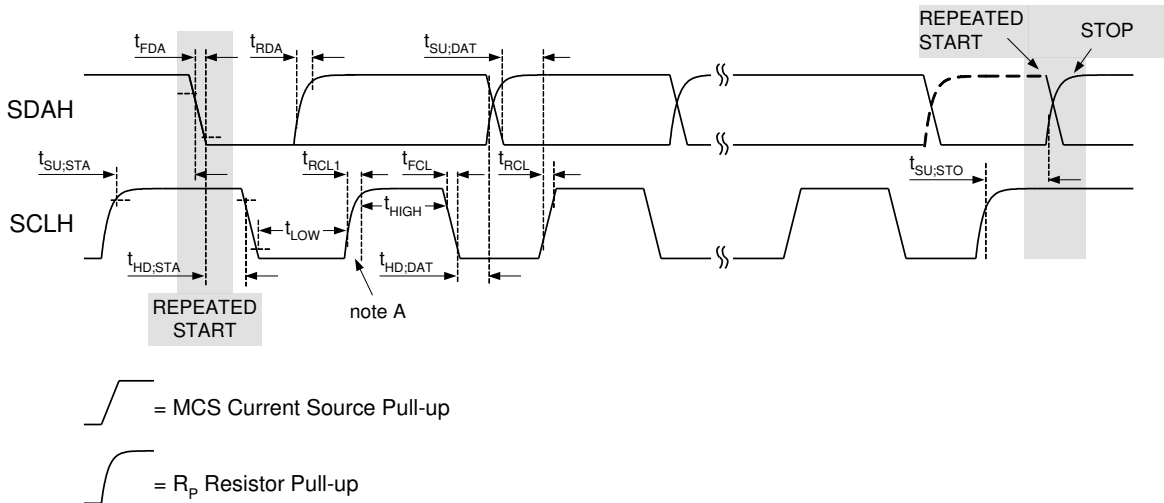 REPEATED
START
STOP
t_FDA
t_RDA
t_SU;DAT
SDAH
t_SU;STA
t_RCL1
t_FCL
t_RCL
t_SU;STO
SCLH
t_LOW
t_HIGH
t_HD;STA
t_HD;DAT
REPEATED
START
note A
= MCS Current Source Pull-up
= R_P Resistor Pull-up